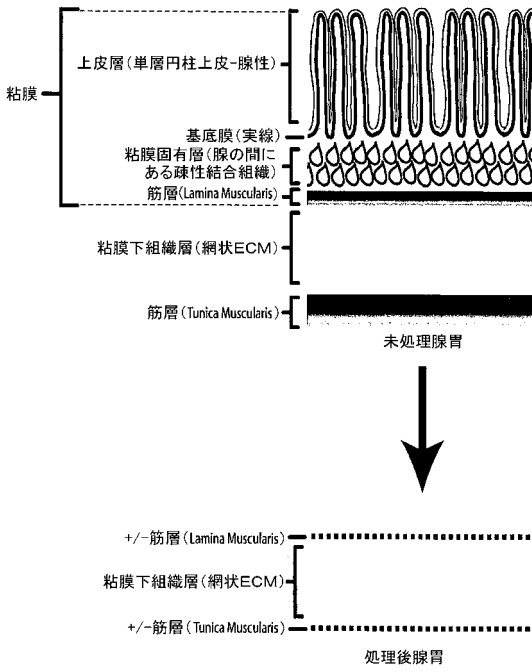 上皮層(単層円柱上皮-腺性)
粘膜
基底膜(実線)
粘膜固有層(腺の間に
ある疎性結合組織)
筋層(Lamina Muscularis)
粘膜下組織層(網状ECM)
筋層(Tunica Muscularis)
未処理腺胃
+/-筋層(Lamina Muscularis)
粘膜下組織層(網状ECM)
+/-筋層(Tunica Muscularis)
処理後腺胃